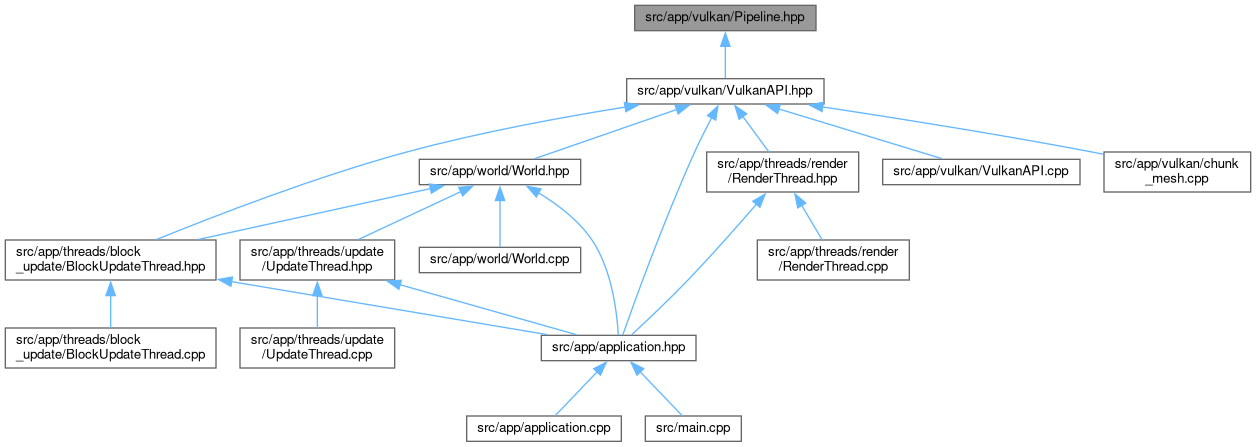 src/app/vulkan/Pipeline.hpp
src/app/vulkan/VulkanAPI.hpp
src/app/world/World.hpp
src/app/threads/render
/RenderThread.hpp
src/app/vulkan/VulkanAPI.cpp
src/app/vulkan/chunk
_mesh.cpp
src/app/threads/block
_update/BlockUpdateThread.hpp
src/app/threads/update
/UpdateThread.hpp
src/app/world/World.cpp
src/app/threads/render
/RenderThread.cpp
src/app/threads/block
_update/BlockUpdateThread.cpp
src/app/threads/update
/UpdateThread.cpp
src/app/application.hpp
src/app/application.cpp
src/main.cpp